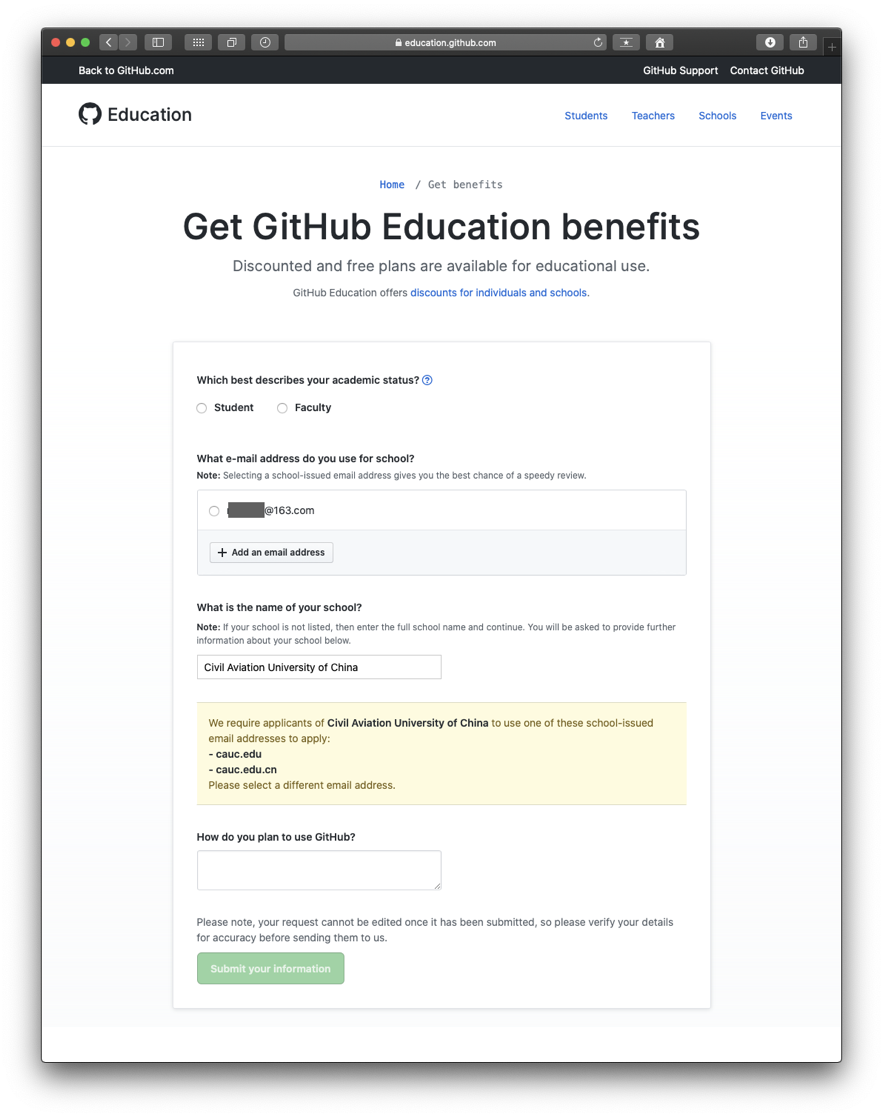 education.github.com
Back to GitHub.com
GitHub Support
Contact GitHub
Education
Students
Teachers
Schools
Events
Home / Get benefits
Get GitHub Education benefits
Discounted and free plans are available for educational use.
GitHub Education offers discounts for individuals and schools.
Which best describes your academic status?
Student
Faculty
What e-mail address do you use for school?
Note: Selecting a school-issued email address gives you the best chance of a speedy review.
@163.com
+ Add an email address
What is the name of your school?
Note: If your school is not listed, then enter the full school name and continue. You will be asked to provide further
information about your school below.
Civil Aviation University of China
We require applicants of Civil Aviation University of China to use one of these school-issued
email addresses to apply:
- cauc.edu
- cauc.edu.cn
Please select a different email address.
How do you plan to use GitHub?
Please note, your request cannot be edited once it has been submitted, so please verify your details
for accuracy before sending them to us.
Submit your information